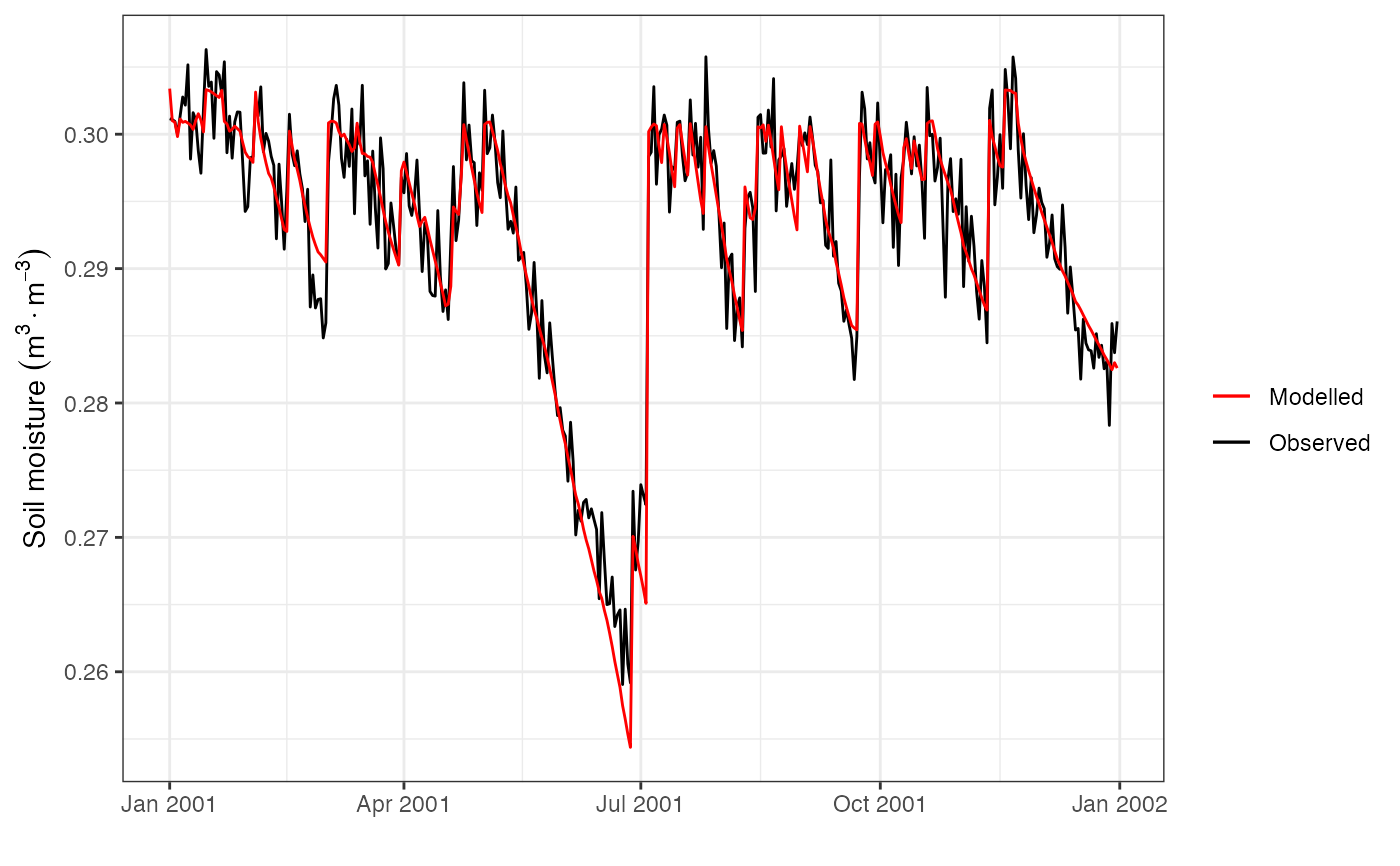 Soil moisture (m³ · m⁻³)
0.30
0.29
0.28
0.27
0.26
Jan 2001 Apr 2001 Jul 2001 Oct 2001 Jan 2002
Modelled
Observed